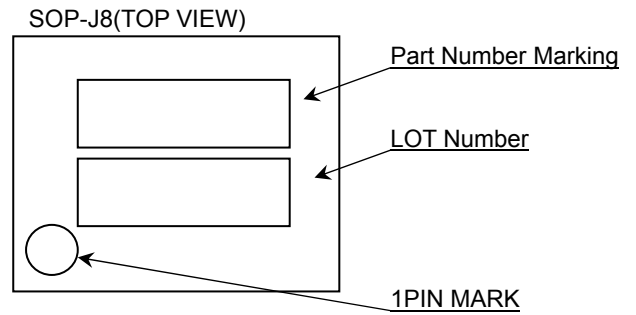 SOP-J8(TOP VIEW)
Part Number Marking
LOT Number
1PIN MARK